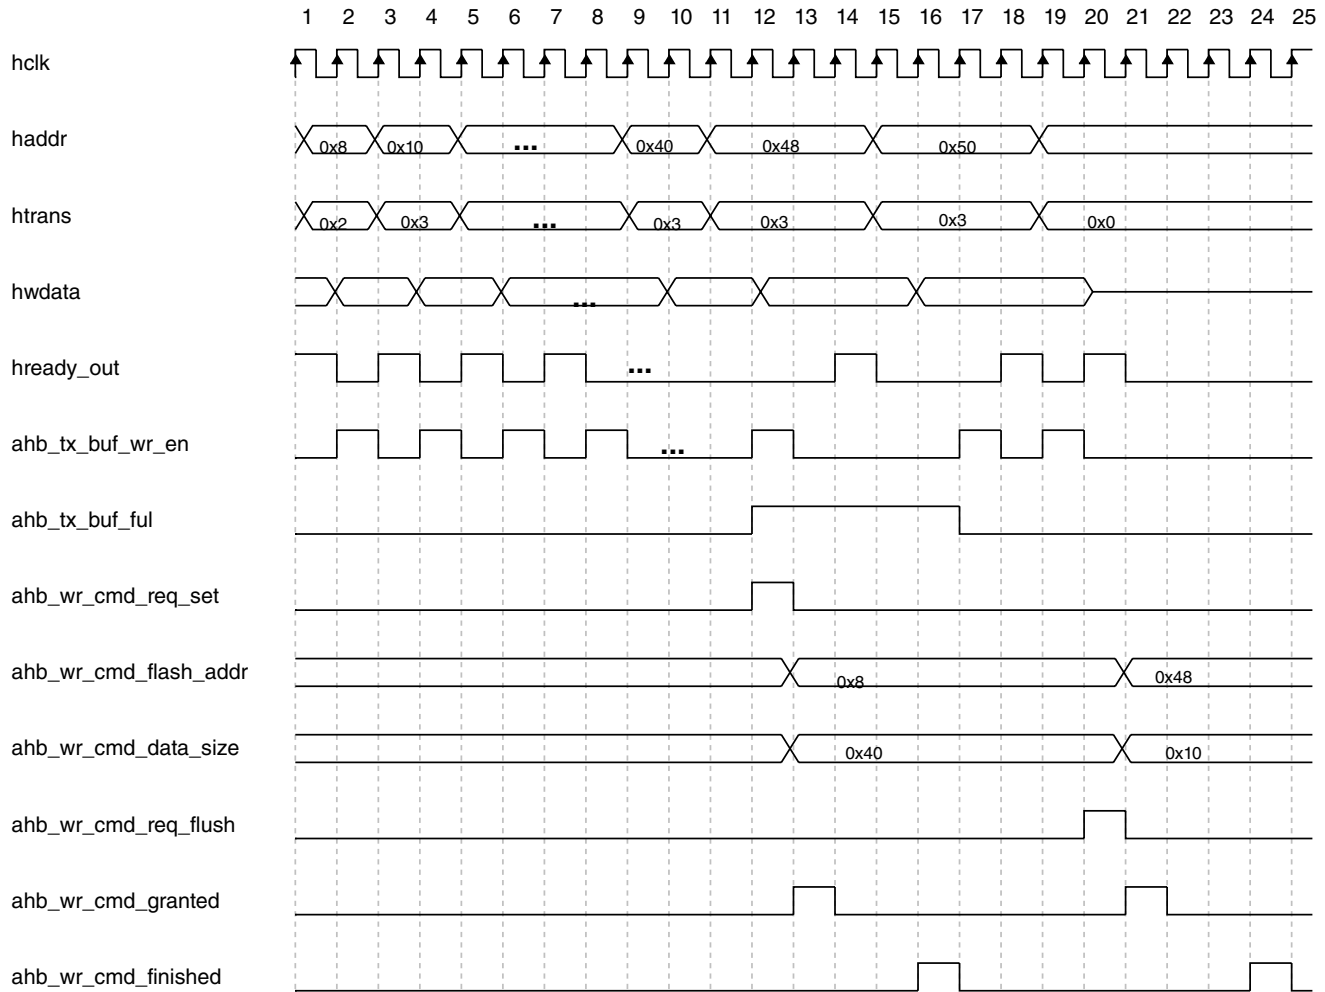 1 2 3 4 5 6 7 8 9 10 11 12 13 14 15 16 17 18 19 20 21 22 23 24 25
hclk
haddr 0x8 0x10 ... 0x40 0x48 0x50
htrans 0x2 0x3 ... 0x3 0x3 0x3 0x0
hwdata ...
hready_out ...
ahb_tx_buf_wr_en ...
ahb_tx_buf_ful
ahb_wr_cmd_req_set
ahb_wr_cmd_flash_addr 0x8 0x48
ahb_wr_cmd_data_size 0x40 0x10
ahb_wr_cmd_req_flush
ahb_wr_cmd_granted
ahb_wr_cmd_finished